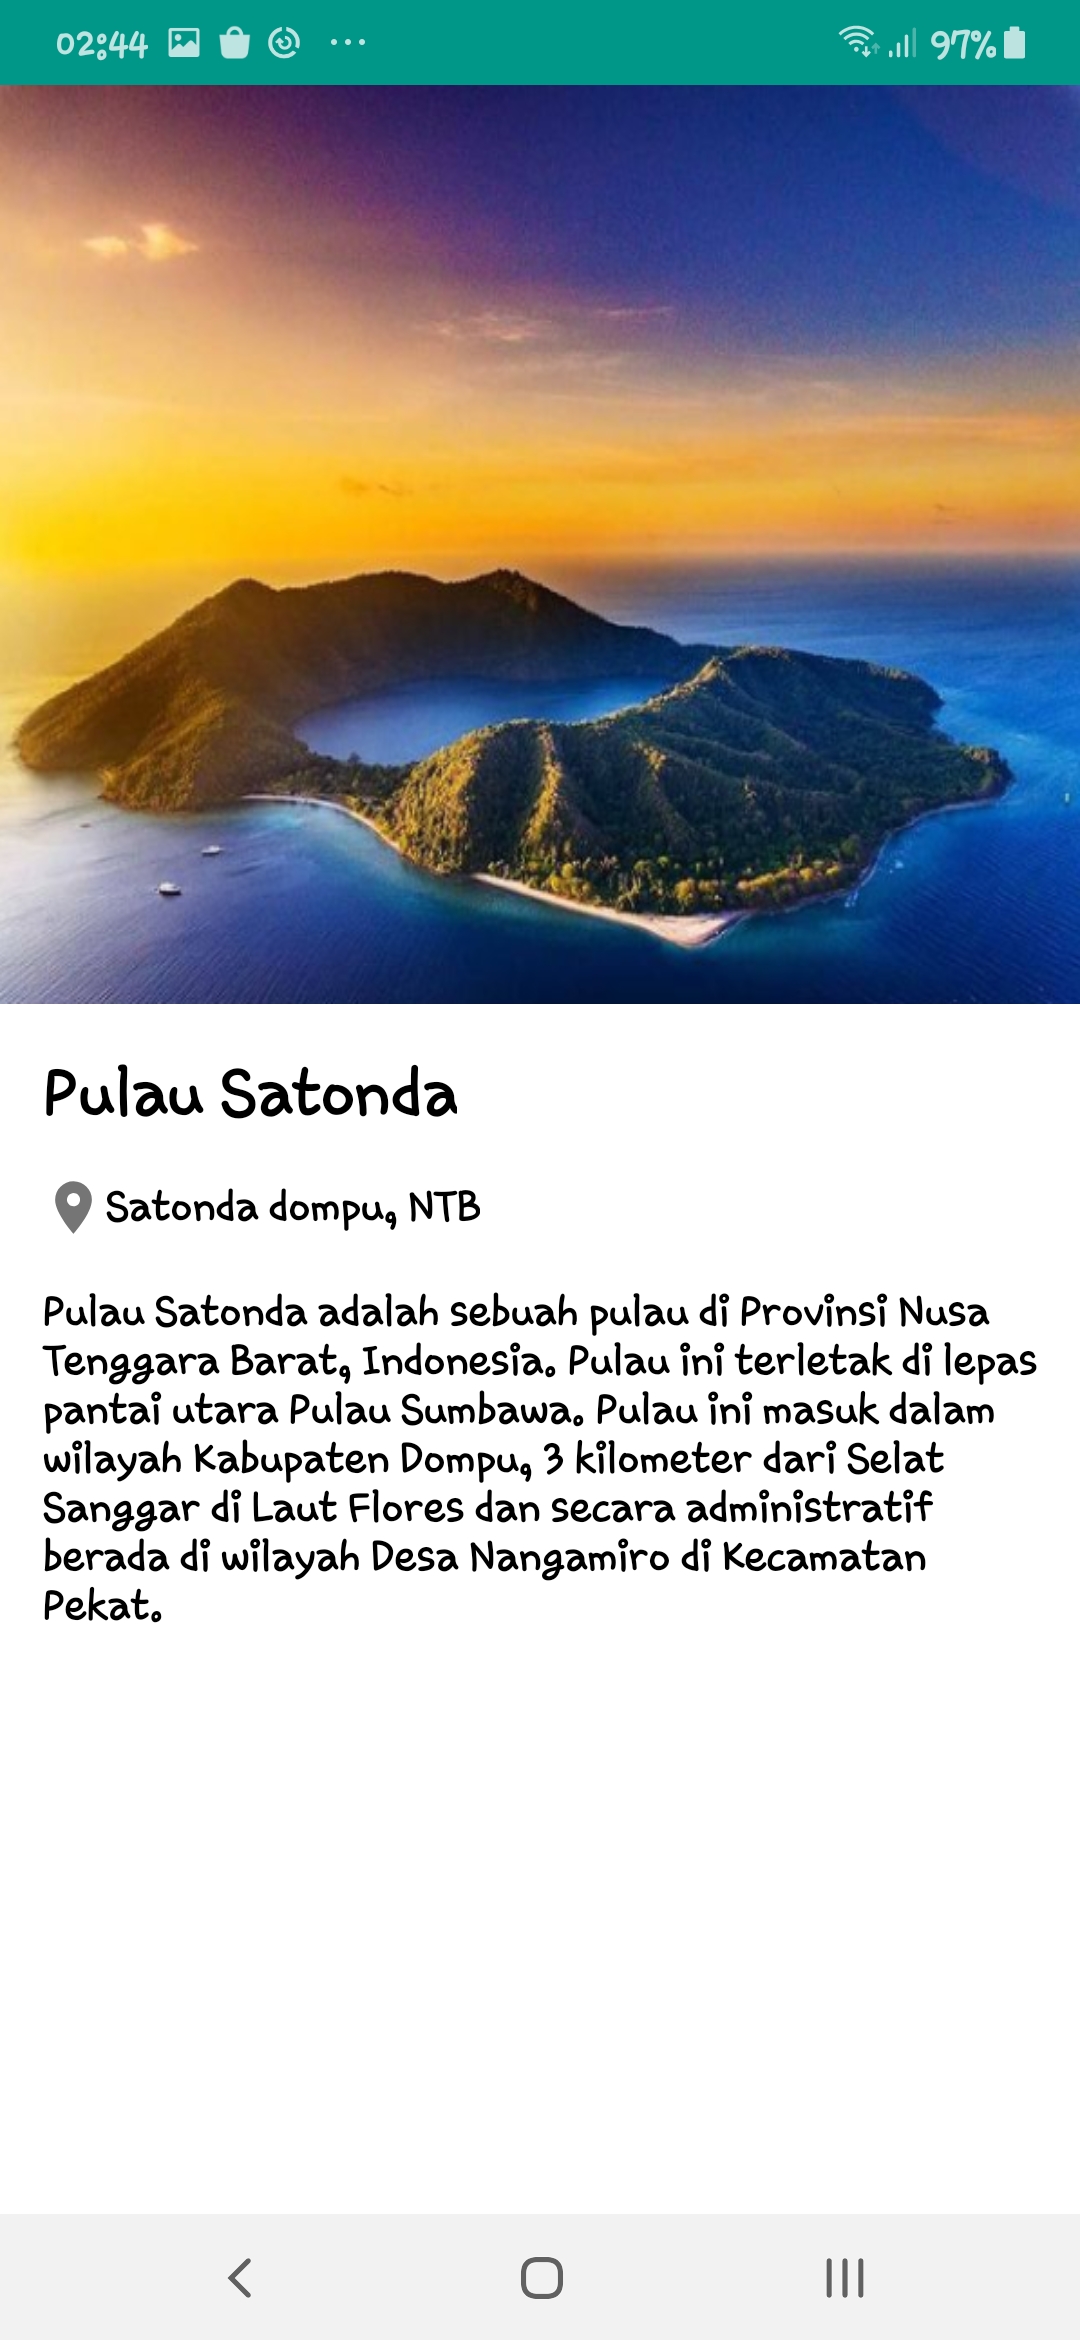 02:44 97%
Pulau Satonda
Satonda dompu, NTB
Pulau Satonda adalah sebuah pulau di Provinsi Nusa
Tenggara Barat, Indonesia. Pulau ini terletak di lepas
pantai utara Pulau Sumbawa. Pulau ini masuk dalam
wilayah Kabupaten Dompu, 3 kilometer dari Selat
Sanggar di Laut Flores dan secara administratif
berada di wilayah Desa Nangamiro di Kecamatan
Pekat.